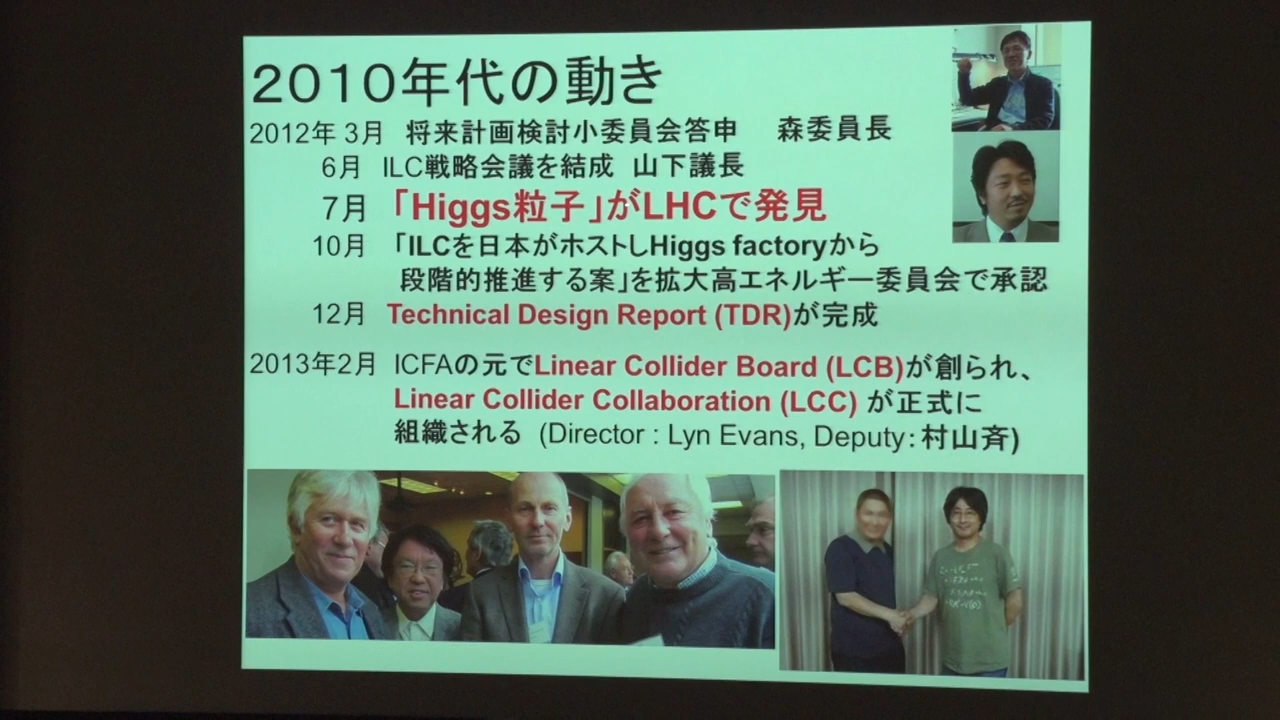 ２０１０年代の動き
2012年 3月 将来計画検討小委員会答申 森委員長
6月 ILC戦略会議を結成 山下議長
7月 「Higgs粒子」がLHCで発見
10月 「ILCを日本がホストしHiggs factoryから
段階的推進する案」を拡大高エネルギー委員会で承認
12月 Technical Design Report (TDR)が完成
2013年2月 ICFAの元でLinear Collider Board (LCB)が創られ、
Linear Collider Collaboration (LCC) が正式に
組織される (Director : Lyn Evans, Deputy：村山斉)